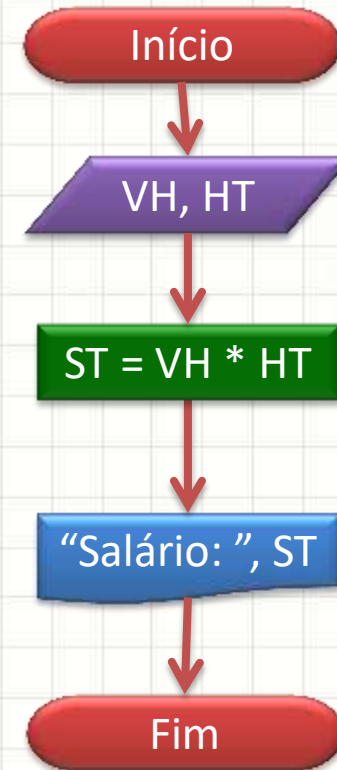 Início
VH, HT
ST = VH * HT
“Salário: ”, ST
Fim